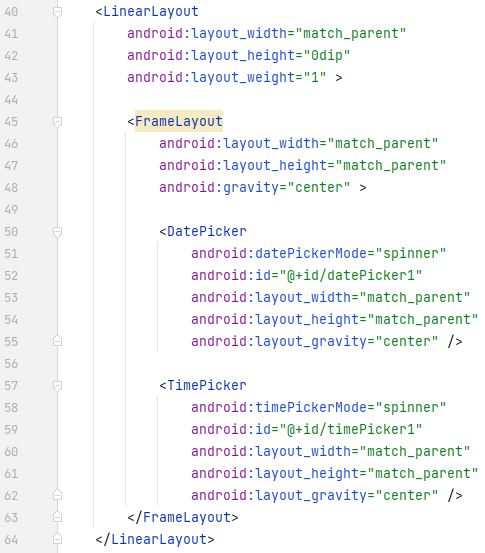 40 <LinearLayout
41 android:layout_width="match_parent"
42 android:layout_height="0dip"
43 android:layout_weight="1" >
44
45 <FrameLayout
46 android:layout_width="match_parent"
47 android:layout_height="match_parent"
48 android:gravity="center" >
49
50 <DatePicker
51 android:datePickerMode="spinner"
52 android:id="@+id/datePicker1"
53 android:layout_width="match_parent"
54 android:layout_height="match_parent"
55 android:layout_gravity="center" />
56
57 <TimePicker
58 android:timePickerMode="spinner"
59 android:id="@+id/timePicker1"
60 android:layout_width="match_parent"
61 android:layout_height="match_parent"
62 android:layout_gravity="center" />
63 </FrameLayout>
64 </LinearLayout>